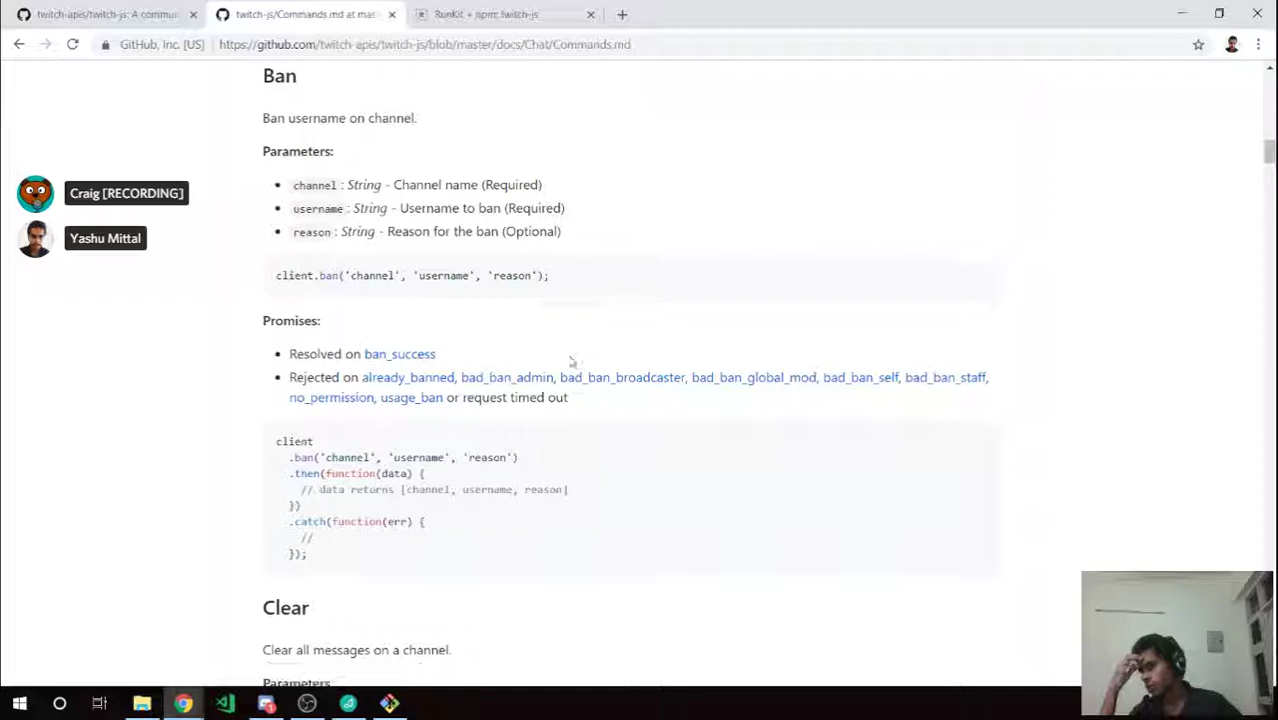 twitch-apis/twitch-js: A commun
twitch-js/Commands.md at mast
RunKit + npm: twitch-js
GitHub, Inc. [US]
https://github.com/twitch-apis/twitch-js/blob/master/docs/Chat/Commands.md
Ban
Ban username on channel.
Parameters:
channel : String - Channel name (Required)
username : String - Username to ban (Required)
reason : String - Reason for the ban (Optional)
Craig [RECORDING]
Yashu Mittal
client.ban('channel', 'username', 'reason');
Promises:
Resolved on ban_success
Rejected on already_banned, bad_ban_admin, bad_ban_broadcaster, bad_ban_global_mod, bad_ban_self, bad_ban_staff,
no_permission, usage_ban or request timed out
client
.ban('channel', 'username', 'reason')
.then(function(data) {
// data returns [channel, username, reason]
})
.catch(function(err) {
//
});
Clear
Clear all messages on a channel.
Parameters